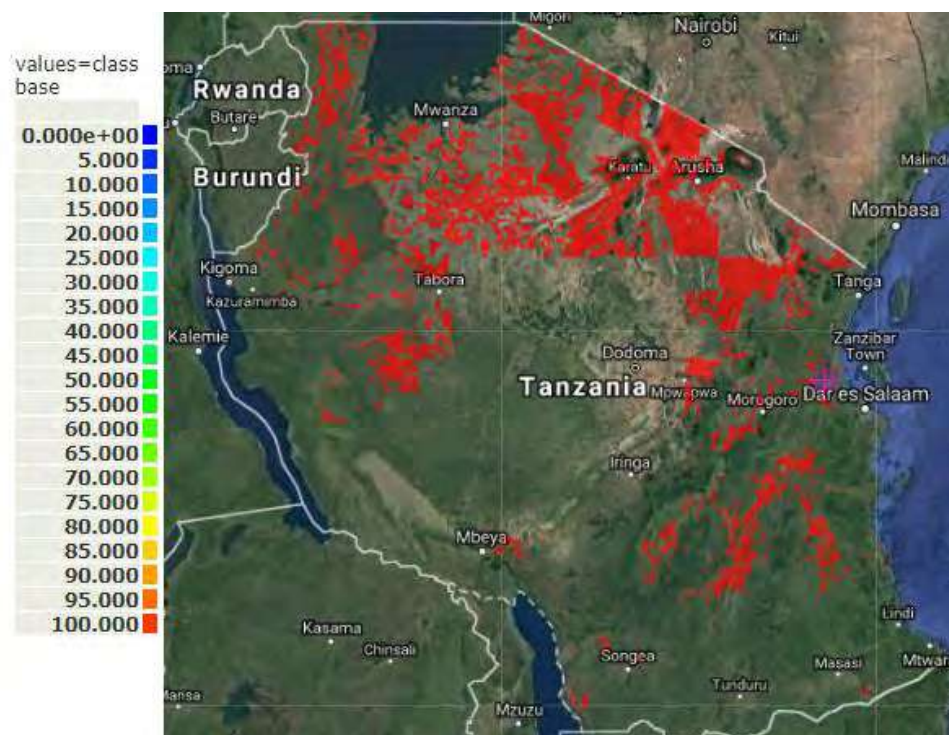 values=class
base
0.000e+00
5.000
10.000
15.000
20.000
25.000
30.000
35.000
40.000
45.000
50.000
55.000
60.000
65.000
70.000
75.000
80.000
85.000
90.000
95.000
100.000
Migori
Nairobi
Kitui
oma
Rwanda
Butare
Mwanza
Burundi
Karatu
Arusha
Malindi
Mombasa
Kigoma
Kazuramimba
Tabora
Tanga
Kalemie
Dodoma
Zanzibar
Town
Tanzania
Mpwapwa
Morogoro
Dar es Salaam
Iringa
Mbeya
Kasama
Chinsali
Lindi
Songea
Masasi
Mtwar
Tunduru
Mansa
Mzuzu